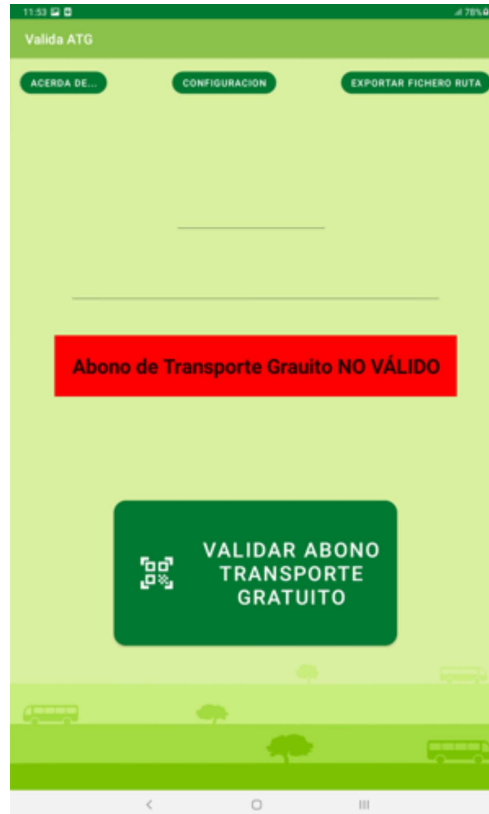 11:53
78%
Valida ATG
ACERDA DE...
CONFIGURACION
EXPORTAR FICHERO RUTA
Abono de Transporte Grauito NO VÁLIDO
VALIDAR ABONO
TRANSPORTE
GRATUITO